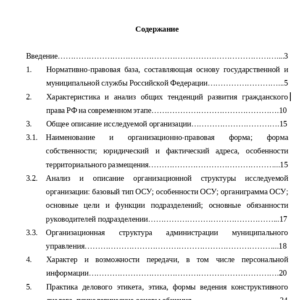 Содержание
Введение…………………………………………………………………...3
1. Нормативно-правовая база, составляющая основу государственной и
муниципальной службы Российской Федерации……………………….5
2. Характеристика и анализ общих тенденций развития гражданского
права РФ на современном этапе…………………………………………10
3. Общее описание исследуемой организации……………………………15
3.1. Наименование и организационно-правовая форма; форма
собственности; юридический и фактический адреса, особенности
территориального размещения…………………………………………...15
3.2. Анализ и описание организационной структуры исследуемой
организации: базовый тип ОСУ; особенности ОСУ; органиграмма ОСУ;
основные цели и функции подразделений; основные обязанности
руководителей подразделении…………………………………………...17
3.3. Организационная структура администрации муниципального
управления………………………………………………………………...18
4. Характер и возможности передачи, в том числе персональной
информации………………………………………………………………20
5. Практика делового этикета, этика, формы ведения конструктивного